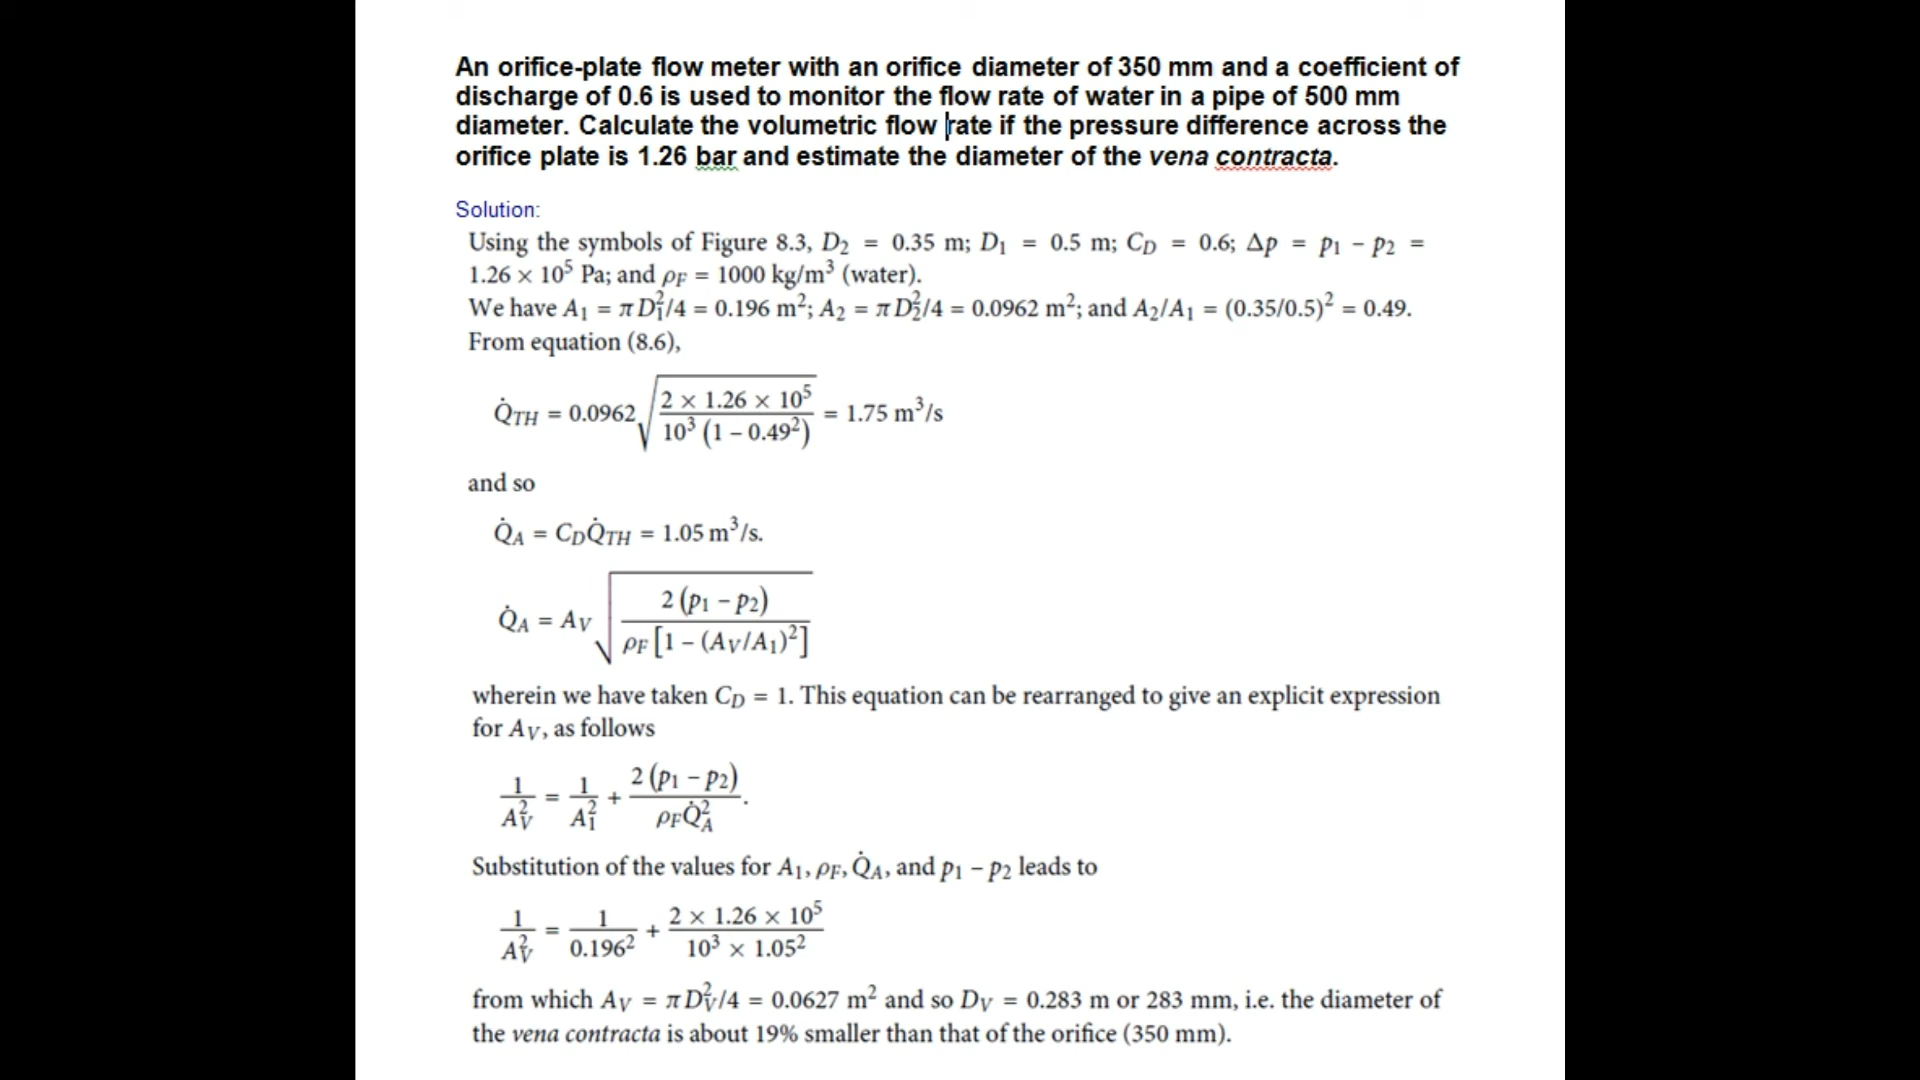 An orifice-plate flow meter with an orifice diameter of 350 mm and a coefficient of
discharge of 0.6 is used to monitor the flow rate of water in a pipe of 500 mm
diameter. Calculate the volumetric flow rate if the pressure difference across the
orifice plate is 1.26 bar and estimate the diameter of the vena contracta.
Solution:
Using the symbols of Figure 8.3, D₂ = 0.35 m; D₁ = 0.5 m; C_D = 0.6; Δp = p₁ − p₂ =
1.26 × 10⁵ Pa; and ρ_F = 1000 kg/m³ (water).
We have A₁ = π D₁²/4 = 0.196 m²; A₂ = π D₂²/4 = 0.0962 m²; and A₂/A₁ = (0.35/0.5)² = 0.49.
From equation (8.6),
Q̇_TH = 0.0962 √((2 × 1.26 × 10⁵)/(10³ (1 − 0.49²))) = 1.75 m³/s
and so
Q̇_A = C_D Q̇_TH = 1.05 m³/s.
Q̇_A = A_V √((2 (p₁ − p₂))/(ρ_F [1 − (A_V/A₁)²]))
wherein we have taken C_D = 1. This equation can be rearranged to give an explicit expression
for A_V, as follows
1/A_V² = 1/A₁² + (2 (p₁ − p₂))/(ρ_F Q̇_A²).
Substitution of the values for A₁, ρ_F, Q̇_A, and p₁ − p₂ leads to
1/A_V² = 1/0.196² + (2 × 1.26 × 10⁵)/(10³ × 1.05²)
from which A_V = π D_V²/4 = 0.0627 m² and so D_V = 0.283 m or 283 mm, i.e. the diameter of
the vena contracta is about 19% smaller than that of the orifice (350 mm).